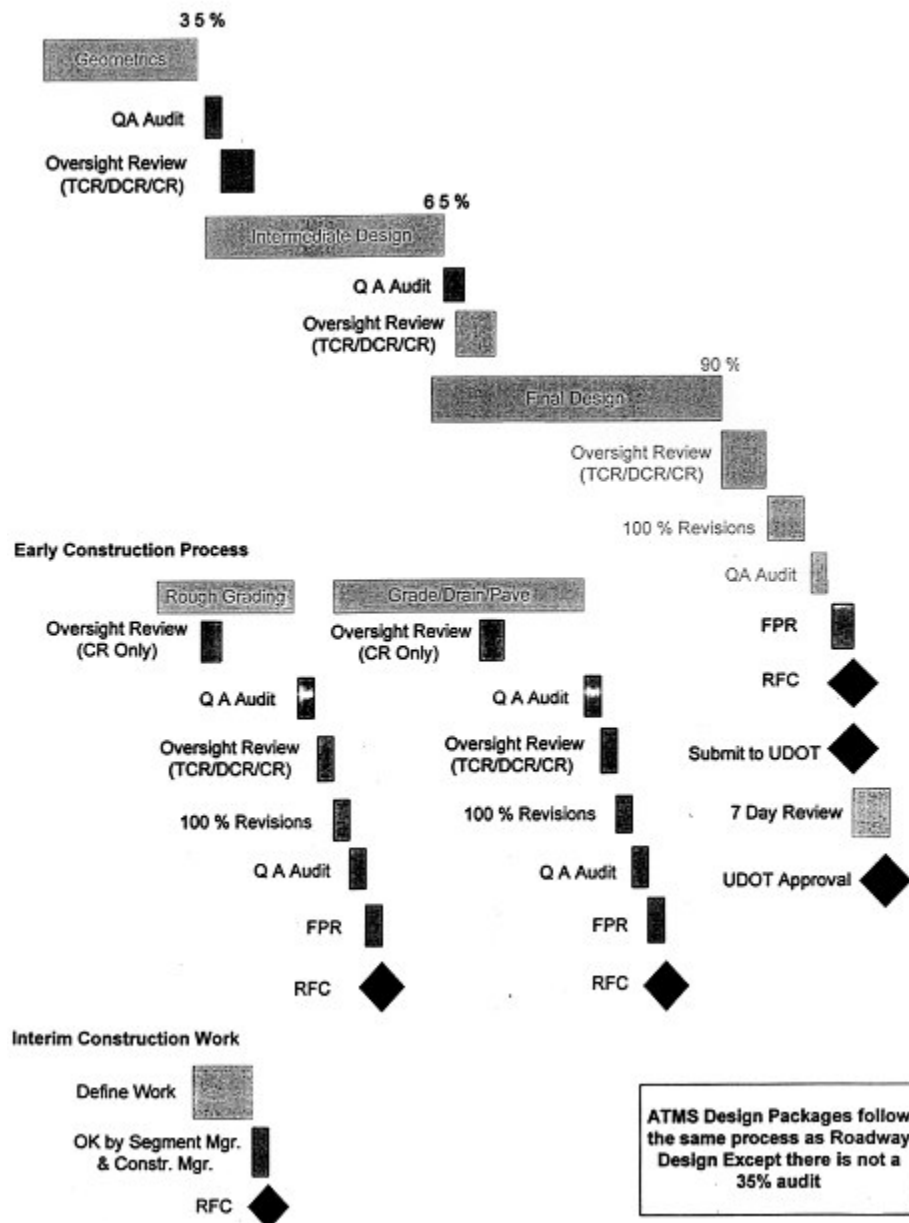 35%
Geometrics
QA Audit
Oversight Review
(TCR/DCR/CR)
65%
Intermediate Design
Q A Audit
Oversight Review
(TCR/DCR/CR)
90 %
Final Design
Oversight Review
(TCR/DCR/CR)
100 % Revisions
QA Audit
FPR
RFC
Submit to UDOT
7 Day Review
UDOT Approval
Early Construction Process
Rough Grading
Oversight Review
(CR Only)
Q A Audit
Oversight Review
(TCR/DCR/CR)
100 % Revisions
Q A Audit
FPR
RFC
Grade/Drain/Pave
Oversight Review
(CR Only)
Q A Audit
Oversight Review
(TCR/DCR/CR)
100 % Revisions
Q A Audit
FPR
RFC
Interim Construction Work
Define Work
OK by Segment Mgr.
& Constr. Mgr.
RFC
ATMS Design Packages follow
the same process as Roadway
Design Except there is not a
35% audit